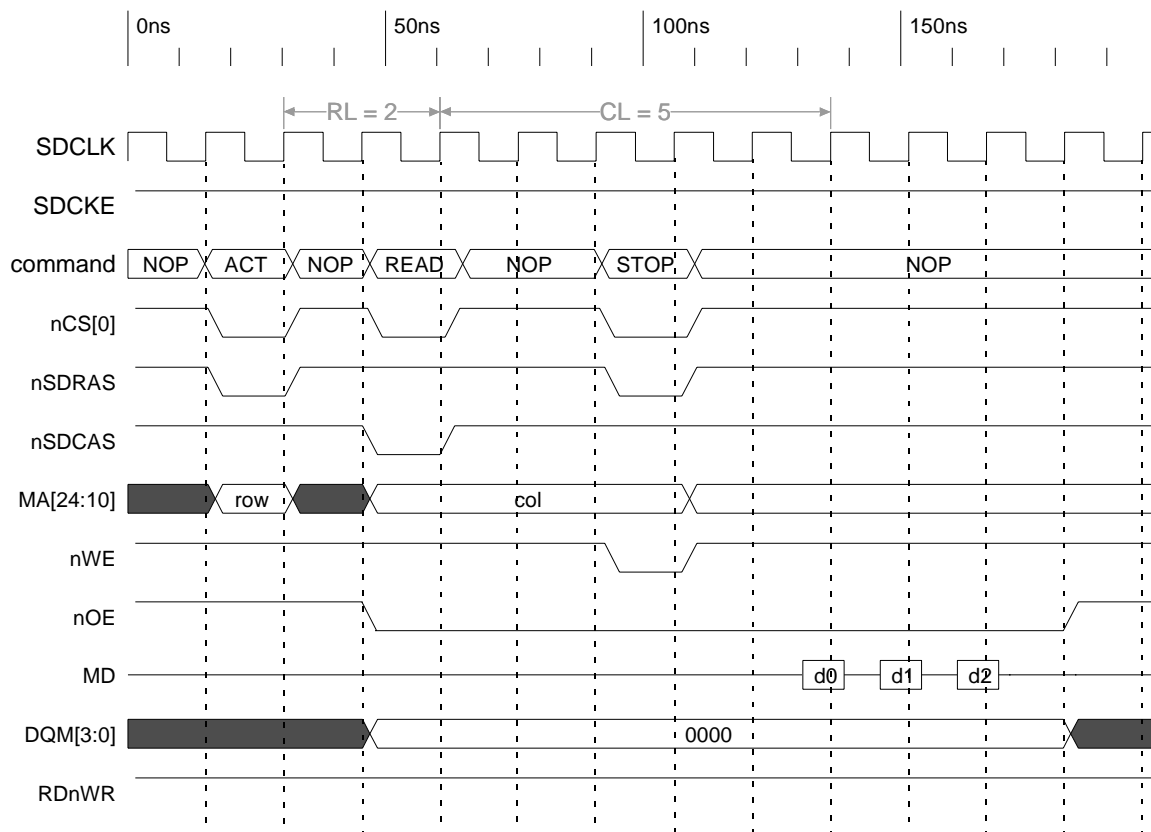 0ns 50ns 100ns 150ns
RL = 2 CL = 5
SDCLK
SDCKE
command NOP ACT NOP READ NOP STOP NOP
nCS[0]
nSDRAS
nSDCAS
MA[24:10] row col
nWE
nOE
MD d0 d1 d2
DQM[3:0] 0000
RDnWR